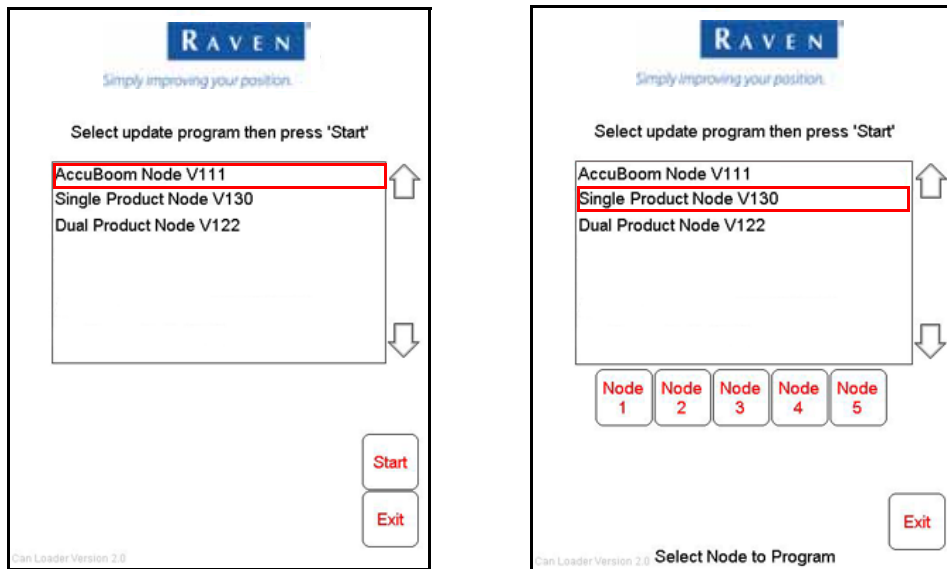 RAVEN
Simply improving your position.
Select update program then press 'Start'
AccuBoom Node V111
Single Product Node V130
Dual Product Node V122
Start
Exit
Can Loader Version 2.0
RAVEN
Simply improving your position.
Select update program then press 'Start'
AccuBoom Node V111
Single Product Node V130
Dual Product Node V122
Node 1
Node 2
Node 3
Node 4
Node 5
Exit
Can Loader Version 2.0
Select Node to Program